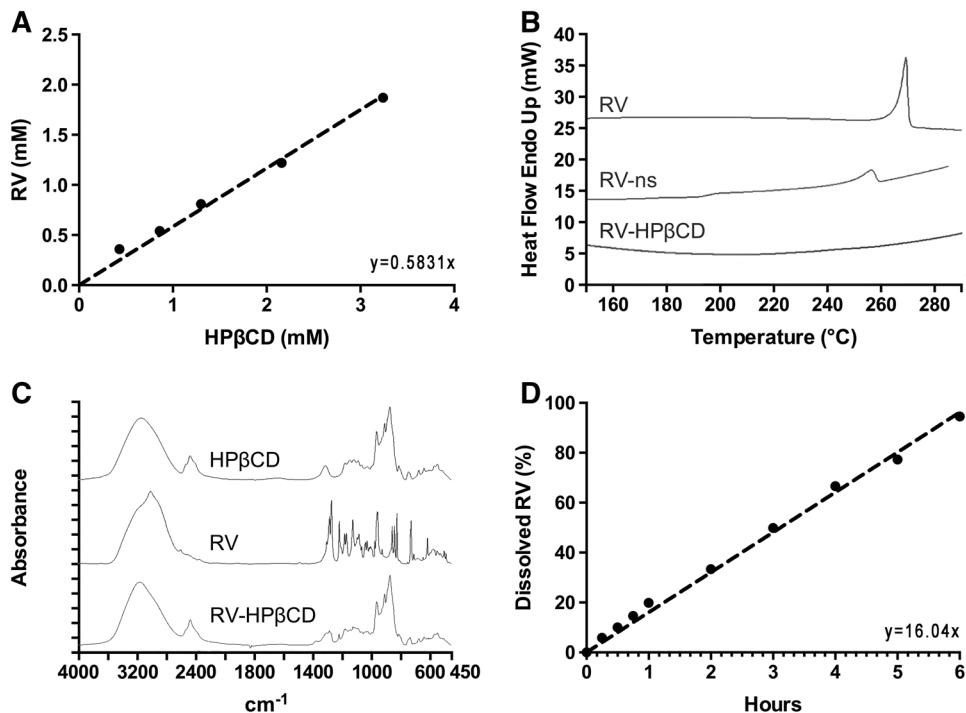 A
RV (mM)
2.5
2.0
1.5
1.0
0.5
0.0
0 1 2 3 4
y=0.5831x
HPβCD (mM)
B
Heat Flow Endo Up (mW)
40
35
30
25
20
15
10
5
0
RV
RV-ns
RV-HPβCD
160 180 200 220 240 260 280
Temperature (°C)
C
Absorbance
HPβCD
RV
RV-HPβCD
4000 3200 2400 1800 1400 1000 600 450
cm-1
D
Dissolved RV (%)
100
80
60
40
20
0
y=16.04x
0 1 2 3 4 5 6
Hours